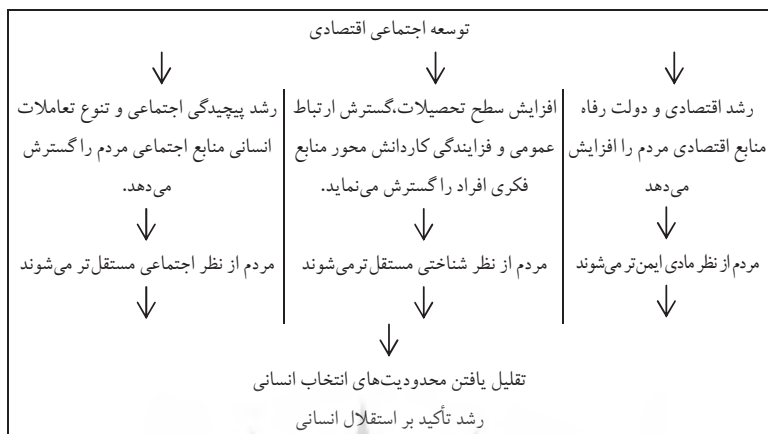 توسعه اجتماعی اقتصادی
رشد اقتصادی و دولت رفاه
منابع اقتصادی مردم را افزایش
می‌دهد
مردم از نظر مادی ایمن‌تر می‌شوند
افزایش سطح تحصیلات،گسترش ارتباط
عمومی و فزایندگی کاردانش محور منابع
فکری افراد را گسترش می‌نماید.
مردم از نظر شناختی مستقل‌تر می‌شوند
رشد پیچیدگی اجتماعی و تنوع تعاملات
انسانی منابع اجتماعی مردم را گسترش
می‌دهد.
مردم از نظر اجتماعی مستقل‌تر می‌شوند
تقلیل یافتن محدودیت‌های انتخاب انسانی
رشد تأکید بر استقلال انسانی